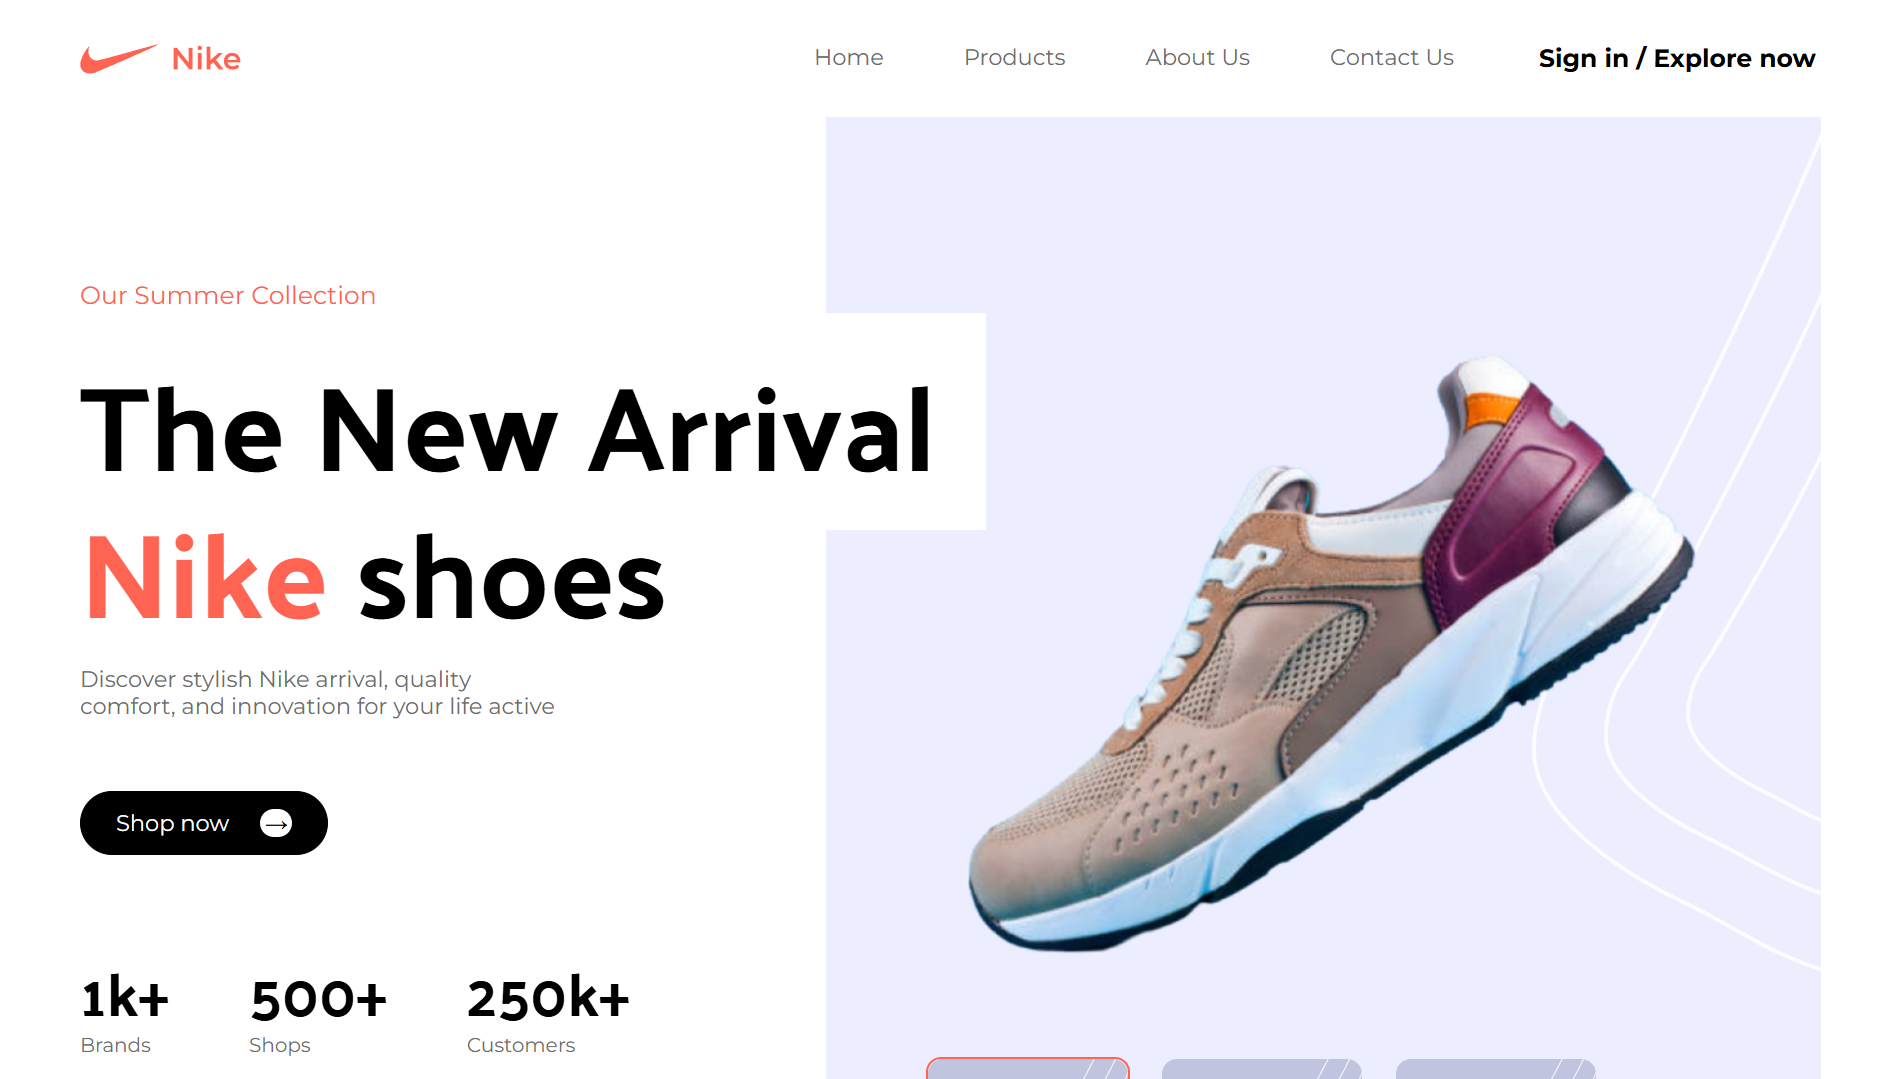 Nike
Home Products About Us Contact Us Sign in / Explore now
Our Summer Collection
The New Arrival
Nike shoes
Discover stylish Nike arrival, quality
comfort, and innovation for your life active
Shop now →
1k+ 500+ 250k+
Brands Shops Customers